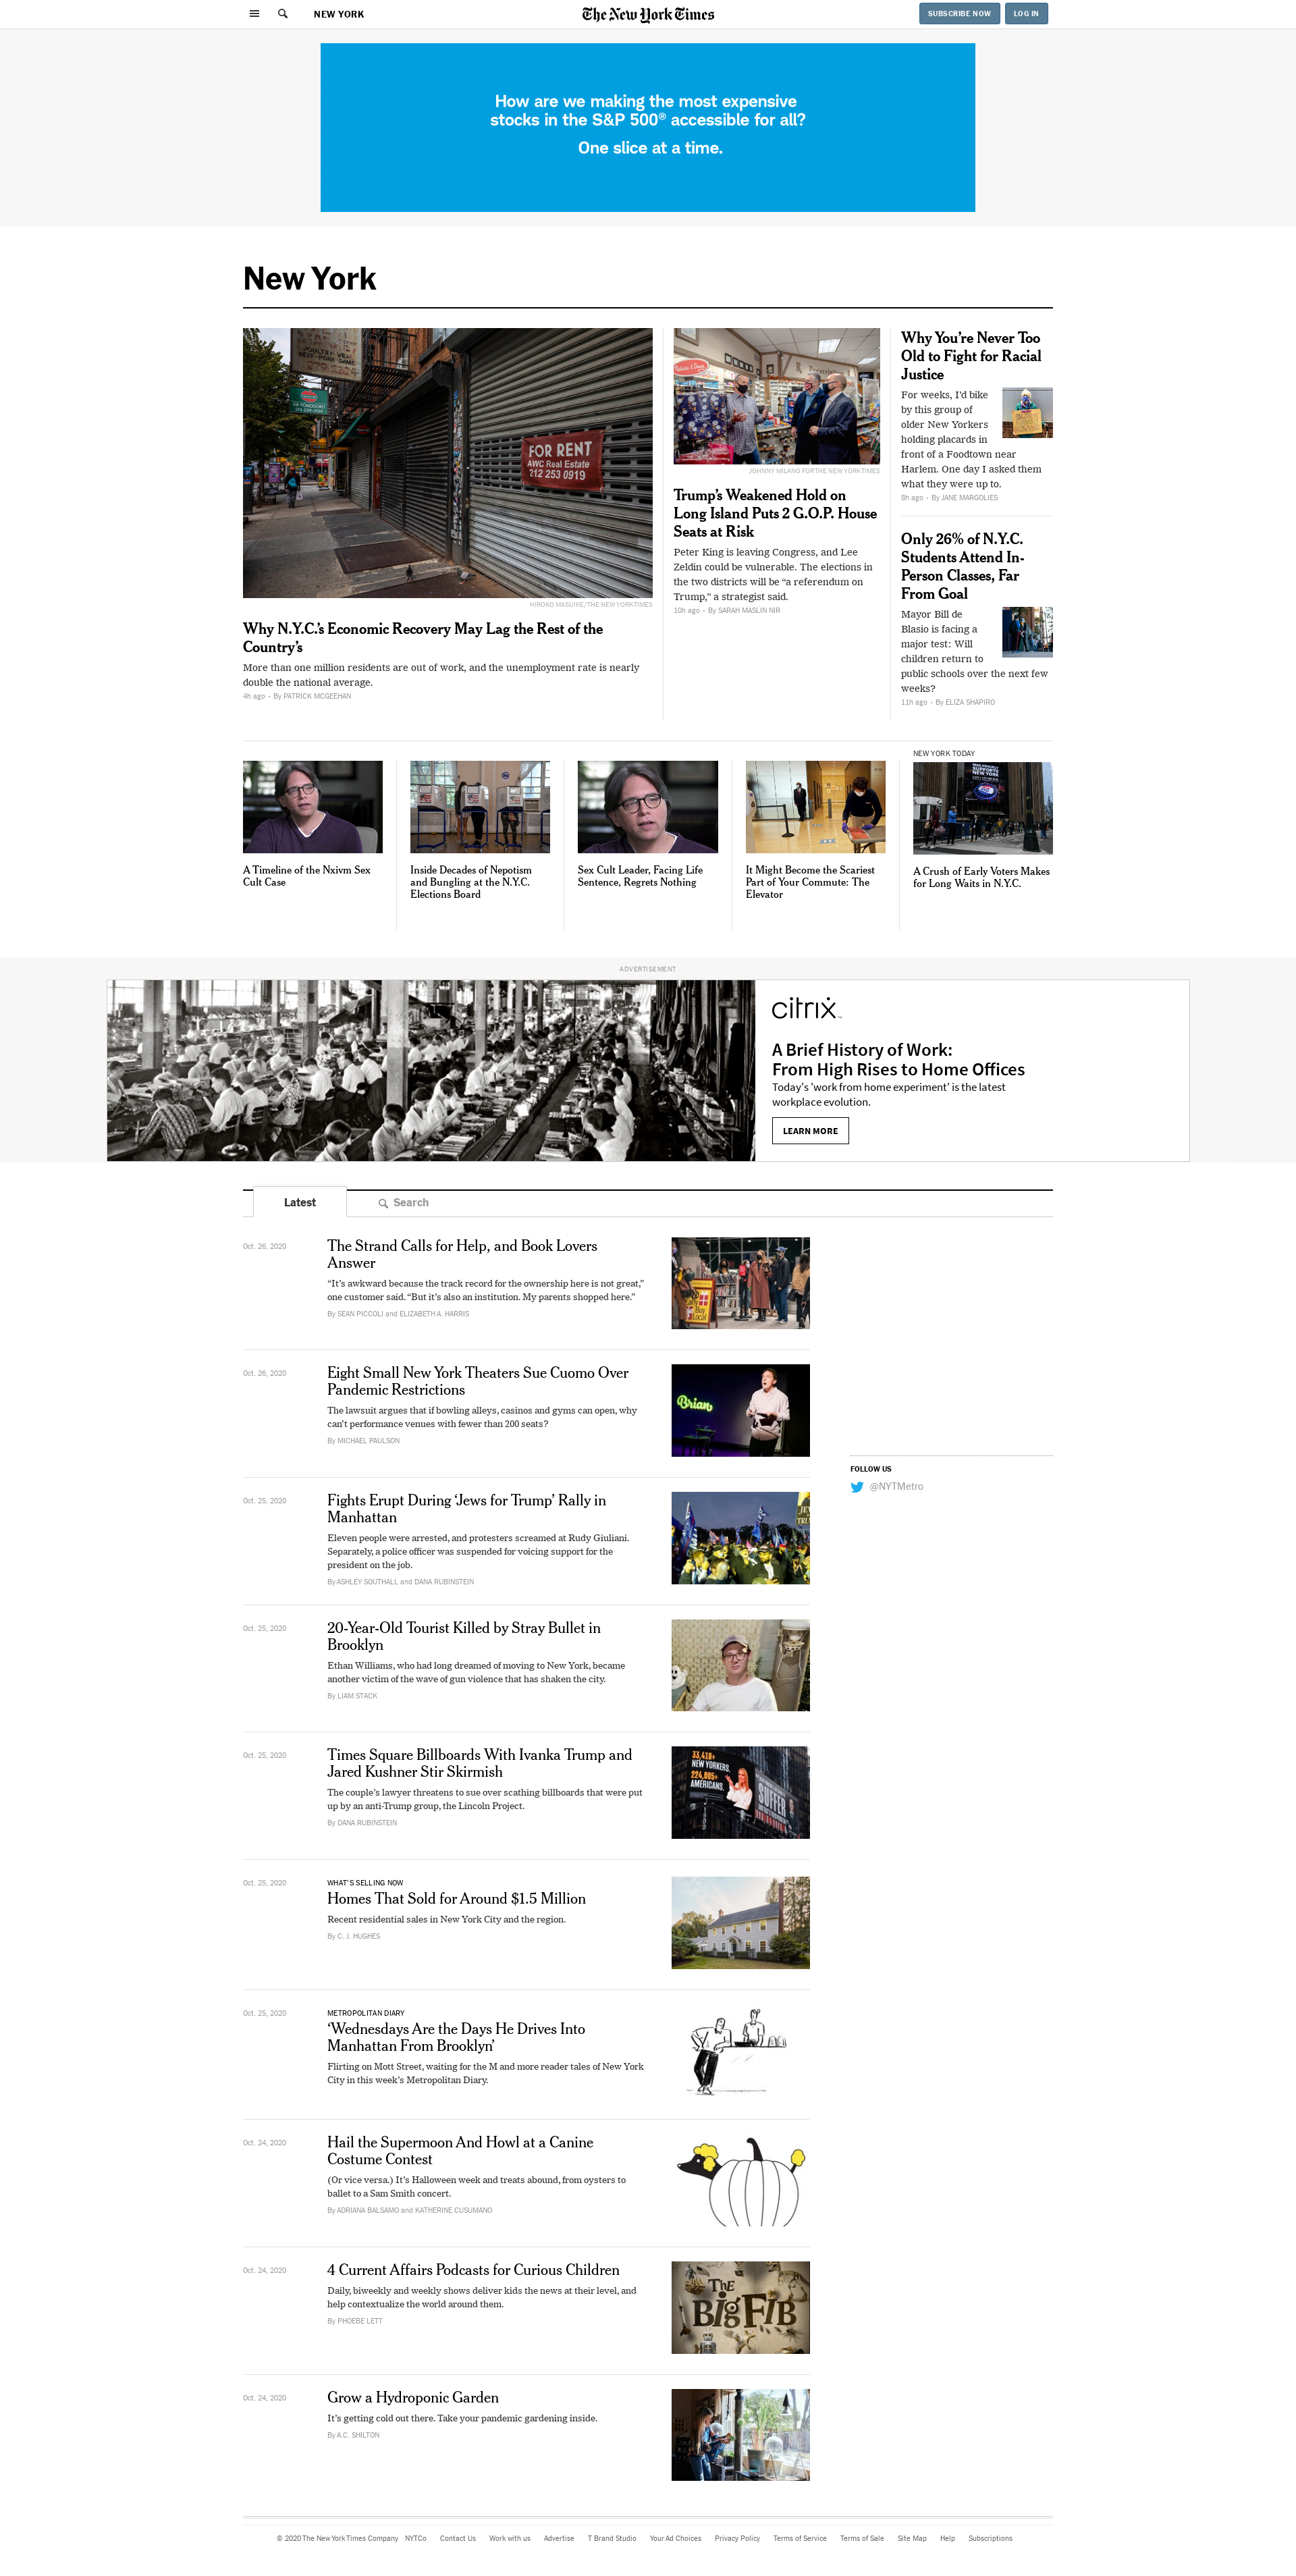 NEW YORK
The New York Times
SUBSCRIBE NOW
LOG IN
How are we making the most expensive
stocks in the S&P 500® accessible for all?
One slice at a time.
New York
FOR RENT
AWC Real Estate
212 253 0919
HIROKO MASUIKE/THE NEW YORK TIMES
Why N.Y.C.’s Economic Recovery May Lag the Rest of the
Country’s
More than one million residents are out of work, and the unemployment rate is nearly
double the national average.
4h ago • By PATRICK MCGEEHAN
JOHNNY MILANO FOR THE NEW YORK TIMES
Trump’s Weakened Hold on
Long Island Puts 2 G.O.P. House
Seats at Risk
Peter King is leaving Congress, and Lee
Zeldin could be vulnerable. The elections in
the two districts will be “a referendum on
Trump,” a strategist said.
10h ago • By SARAH MASLIN NIR
Why You’re Never Too
Old to Fight for Racial
Justice
For weeks, I’d bike
by this group of
older New Yorkers
holding placards in
front of a Foodtown near
Harlem. One day I asked them
what they were up to.
8h ago • By JANE MARGOLIES
Only 26% of N.Y.C.
Students Attend In-
Person Classes, Far
From Goal
Mayor Bill de
Blasio is facing a
major test: Will
children return to
public schools over the next few
weeks?
11h ago • By ELIZA SHAPIRO
A Timeline of the Nxivm Sex
Cult Case
Inside Decades of Nepotism
and Bungling at the N.Y.C.
Elections Board
Sex Cult Leader, Facing Life
Sentence, Regrets Nothing
It Might Become the Scariest
Part of Your Commute: The
Elevator
NEW YORK TODAY
A Crush of Early Voters Makes
for Long Waits in N.Y.C.
ADVERTISEMENT
citrix
A Brief History of Work:
From High Rises to Home Offices
Today's 'work from home experiment' is the latest
workplace evolution.
LEARN MORE
Latest
Search
Oct. 26, 2020
The Strand Calls for Help, and Book Lovers
Answer
“It’s awkward because the track record for the ownership here is not great,”
one customer said. “But it’s also an institution. My parents shopped here.”
By SEAN PICCOLI and ELIZABETH A. HARRIS
Buy
Local
Oct. 26, 2020
Eight Small New York Theaters Sue Cuomo Over
Pandemic Restrictions
The lawsuit argues that if bowling alleys, casinos and gyms can open, why
can’t performance venues with fewer than 200 seats?
By MICHAEL PAULSON
Brian
FOLLOW US
@NYTMetro
Oct. 25, 2020
Fights Erupt During ‘Jews for Trump’ Rally in
Manhattan
Eleven people were arrested, and protesters screamed at Rudy Giuliani.
Separately, a police officer was suspended for voicing support for the
president on the job.
By ASHLEY SOUTHALL and DANA RUBINSTEIN
Oct. 25, 2020
20-Year-Old Tourist Killed by Stray Bullet in
Brooklyn
Ethan Williams, who had long dreamed of moving to New York, became
another victim of the wave of gun violence that has shaken the city.
By LIAM STACK
Oct. 25, 2020
Times Square Billboards With Ivanka Trump and
Jared Kushner Stir Skirmish
The couple’s lawyer threatens to sue over scathing billboards that were put
up by an anti-Trump group, the Lincoln Project.
By DANA RUBINSTEIN
33,410+
NEW YORKERS,
224,005+
AMERICANS.
SUFFER
Oct. 25, 2020
WHAT'S SELLING NOW
Homes That Sold for Around $1.5 Million
Recent residential sales in New York City and the region.
By C. J. HUGHES
Oct. 25, 2020
METROPOLITAN DIARY
‘Wednesdays Are the Days He Drives Into
Manhattan From Brooklyn’
Flirting on Mott Street, waiting for the M and more reader tales of New York
City in this week’s Metropolitan Diary.
Oct. 24, 2020
Hail the Supermoon And Howl at a Canine
Costume Contest
(Or vice versa.) It’s Halloween week and treats abound, from oysters to
ballet to a Sam Smith concert.
By ADRIANA BALSAMO and KATHERINE CUSUMANO
Oct. 24, 2020
4 Current Affairs Podcasts for Curious Children
Daily, biweekly and weekly shows deliver kids the news at their level, and
help contextualize the world around them.
By PHOEBE LETT
The
Big FIB
Oct. 24, 2020
Grow a Hydroponic Garden
It’s getting cold out there. Take your pandemic gardening inside.
By A.C. SHILTON
© 2020 The New York Times Company NYTCo Contact Us Work with us Advertise T Brand Studio Your Ad Choices Privacy Policy Terms of Service Terms of Sale Site Map Help Subscriptions